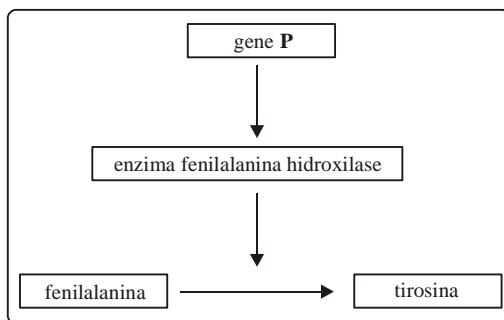 gene P
enzima fenilalanina hidroxilase
fenilalanina
tirosina